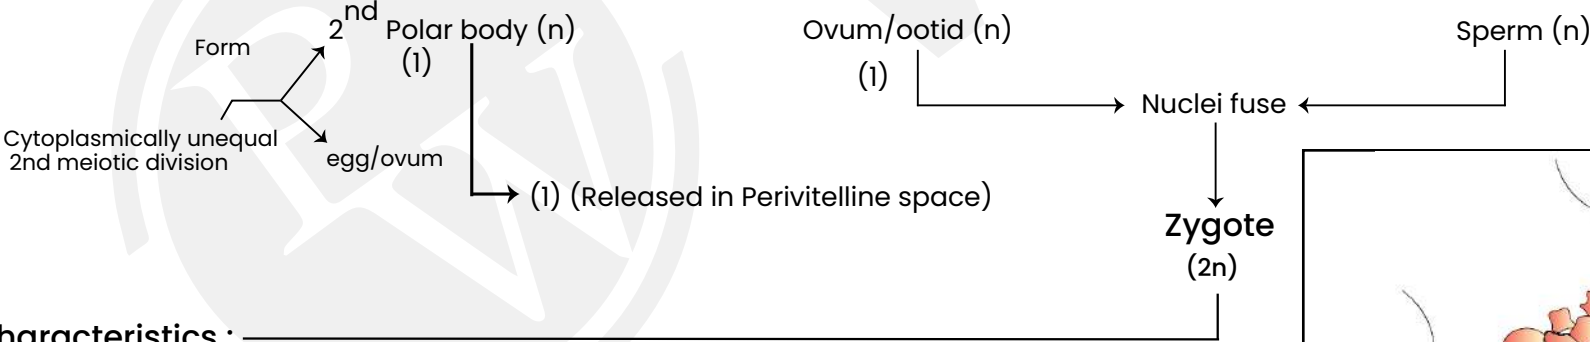 2nd Polar body (n)
(1)
Form
Cytoplasmically unequal
2nd meiotic division
egg/ovum
(1) (Released in Perivitelline space)
Ovum/ootid (n)
(1)
Sperm (n)
Nuclei fuse
Zygote
(2n)
haracteristics :